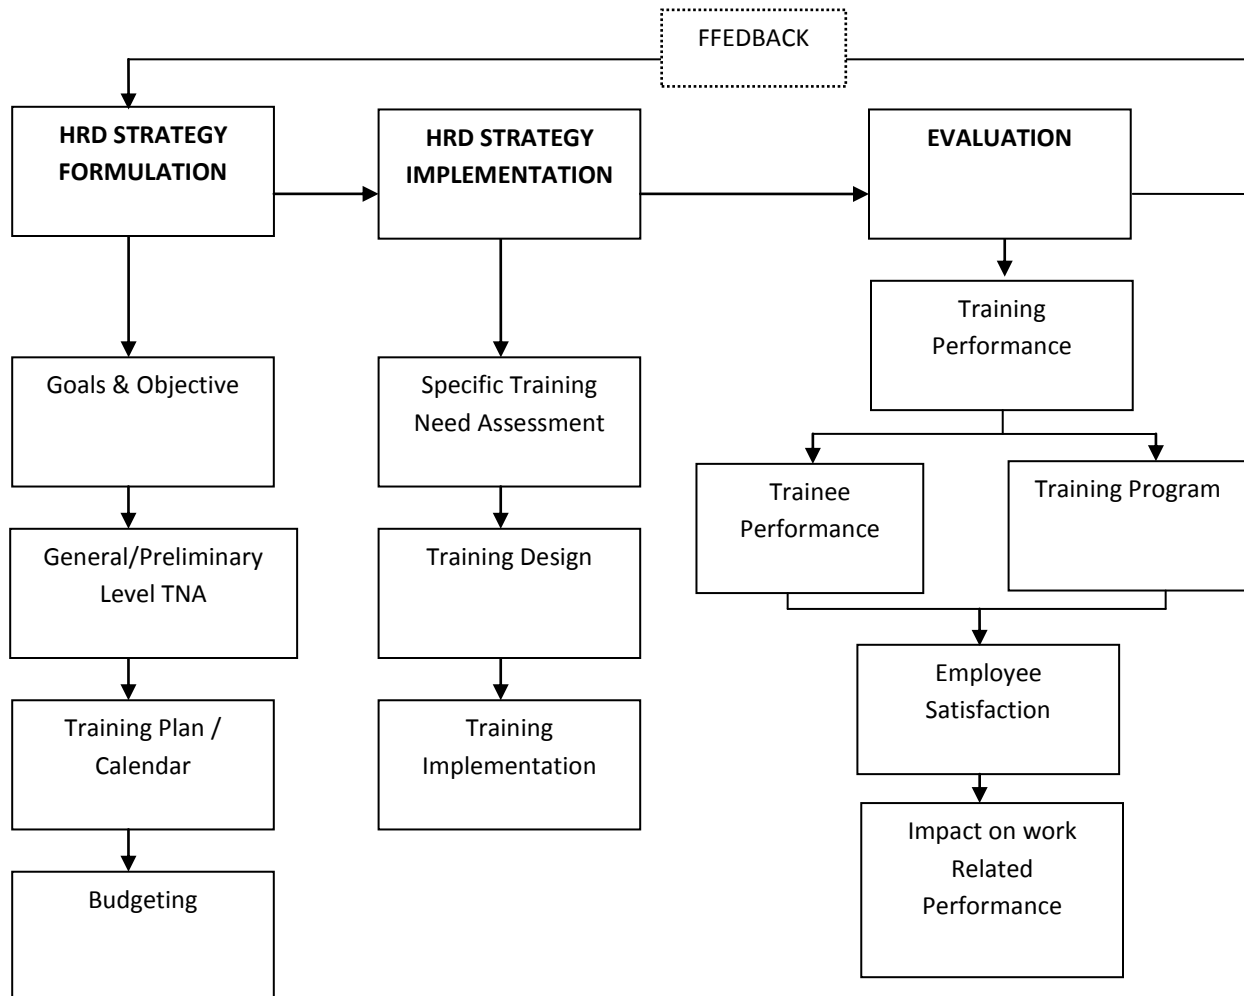 FFEDBACK
HRD STRATEGY
FORMULATION
HRD STRATEGY
IMPLEMENTATION
EVALUATION
Goals & Objective
General/Preliminary
Level TNA
Training Plan /
Calendar
Budgeting
Specific Training
Need Assessment
Training Design
Training
Implementation
Training
Performance
Trainee
Performance
Training Program
Employee
Satisfaction
Impact on work
Related
Performance